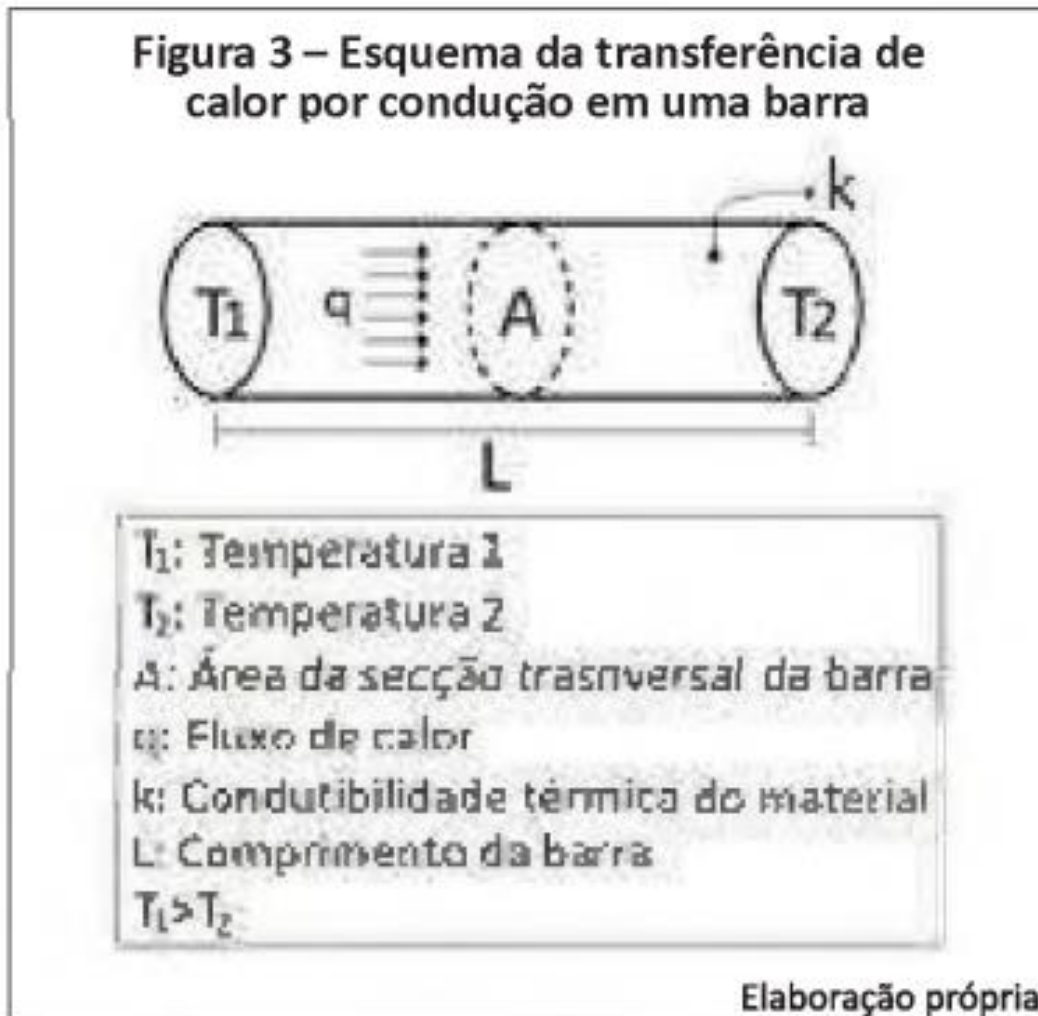 Figura 3 – Esquema da transferência de
calor por condução em uma barra
k
T1
q
A
T2
L
T₁: Temperatura 1
T₂: Temperatura 2
A: Área da secção trasnversal da barra
q: Fluxo de calor
k: Condutibilidade térmica do material
L: Comprimento da barra
T₁>T₂
Elaboração própria